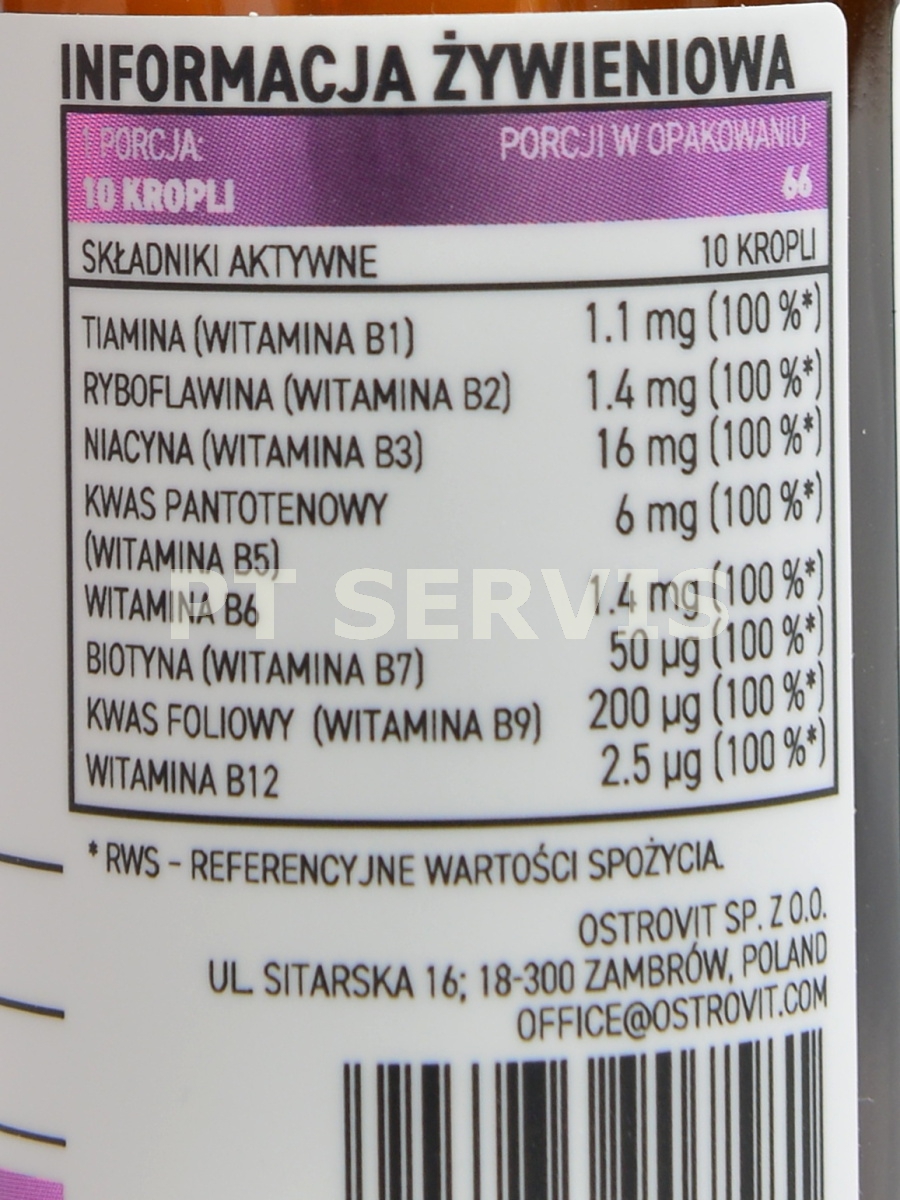 INFORMACJA ŻYWIENIOWA
1 PORCJA: PORCJI W OPAKOWANIU:
10 KROPLI 66
SKŁADNIKI AKTYWNE 10 KROPLI
TIAMINA (WITAMINA B1) 1.1 mg (100 %*)
RYBOFLAWINA (WITAMINA B2) 1.4 mg (100 %*)
NIACYNA (WITAMINA B3) 16 mg (100 %*)
KWAS PANTOTENOWY 6 mg (100 %*)
(WITAMINA B5)
WITAMINA B6 1.4 mg (100 %*)
PT SERVIS
BIOTYNA (WITAMINA B7) 50 µg (100 %*)
KWAS FOLIOWY (WITAMINA B9) 200 µg (100 %*)
WITAMINA B12 2.5 µg (100 %*)
* RWS - REFERENCYJNE WARTOŚCI SPOŻYCIA.
OSTROVIT SP. Z O.O.
UL. SITARSKA 16; 18-300 ZAMBRÓW, POLAND
OFFICE@OSTROVIT.COM